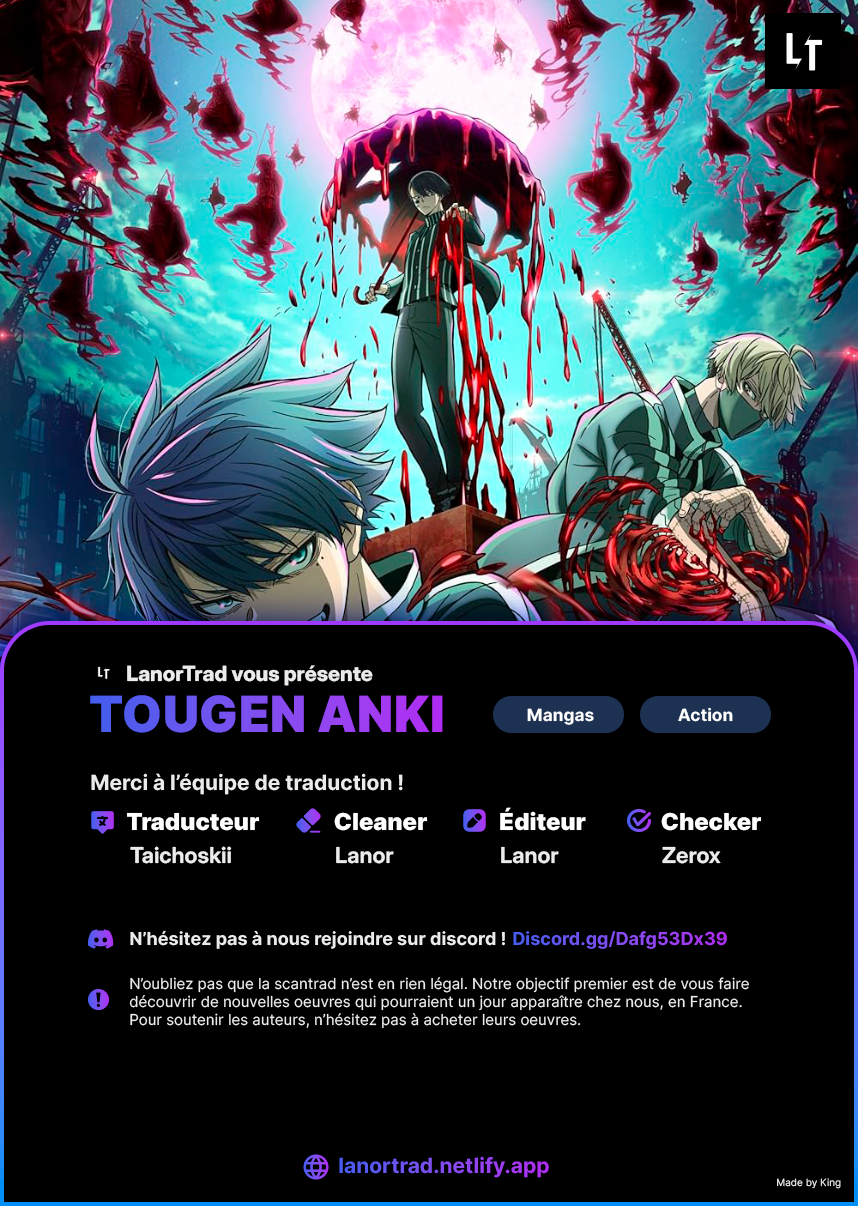 LT
LT LanorTrad vous présente
TOUGEN ANKI
Mangas
Action
Merci à l’équipe de traduction !
Traducteur
Taichoskii
Cleaner
Lanor
Éditeur
Lanor
Checker
Zerox
N’hésitez pas à nous rejoindre sur discord ! Discord.gg/Dafg53Dx39
N’oubliez pas que la scantrad n’est en rien légal. Notre objectif premier est de vous faire
découvrir de nouvelles oeuvres qui pourraient un jour apparaître chez nous, en France.
Pour soutenir les auteurs, n’hésitez pas à acheter leurs oeuvres.
lanortrad.netlify.app
Made by King